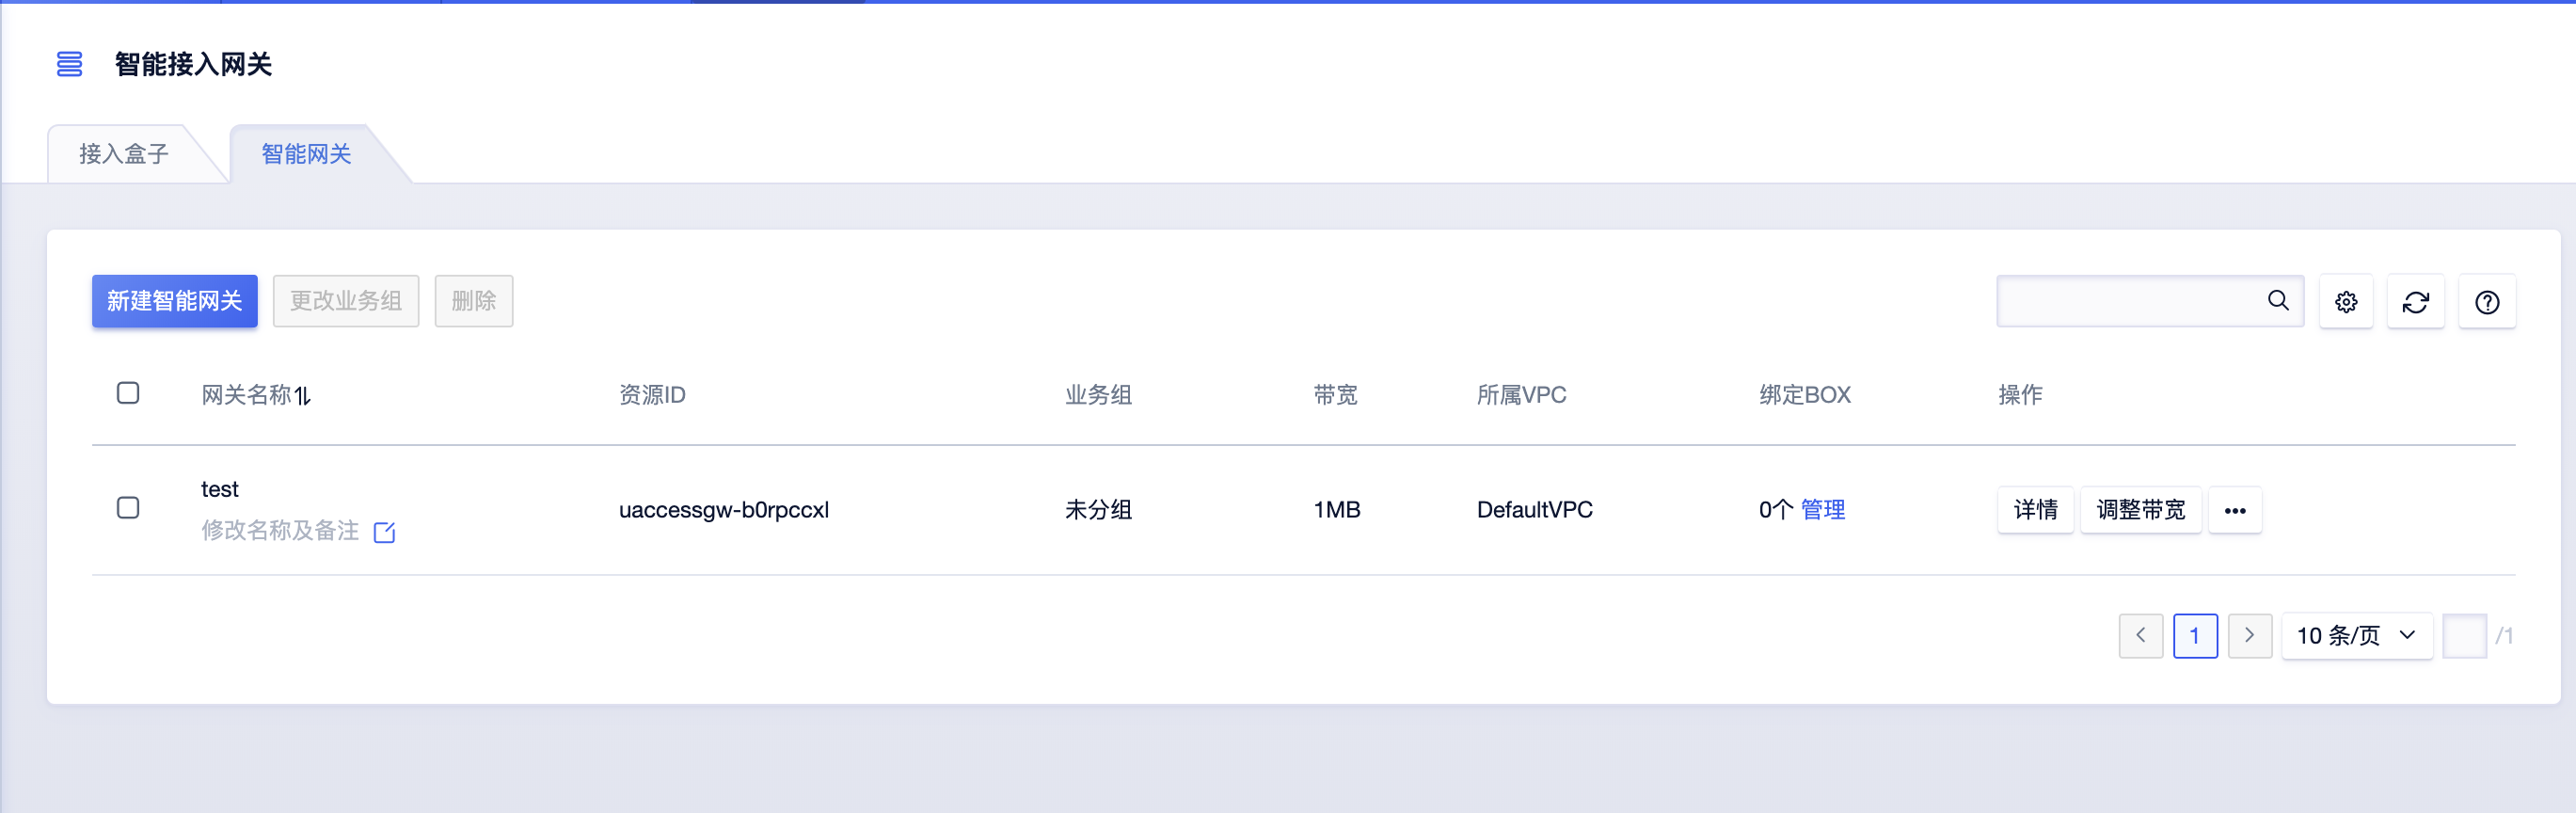 智能接入网关
接入盒子 智能网关
新建智能网关 更改业务组 删除
网关名称 资源ID 业务组 带宽 所属VPC 绑定BOX 操作
test
修改名称及备注
uaccessgw-b0rpccxl 未分组 1MB DefaultVPC 0个 管理 详情 调整带宽 •••
1 10 条/页 /1